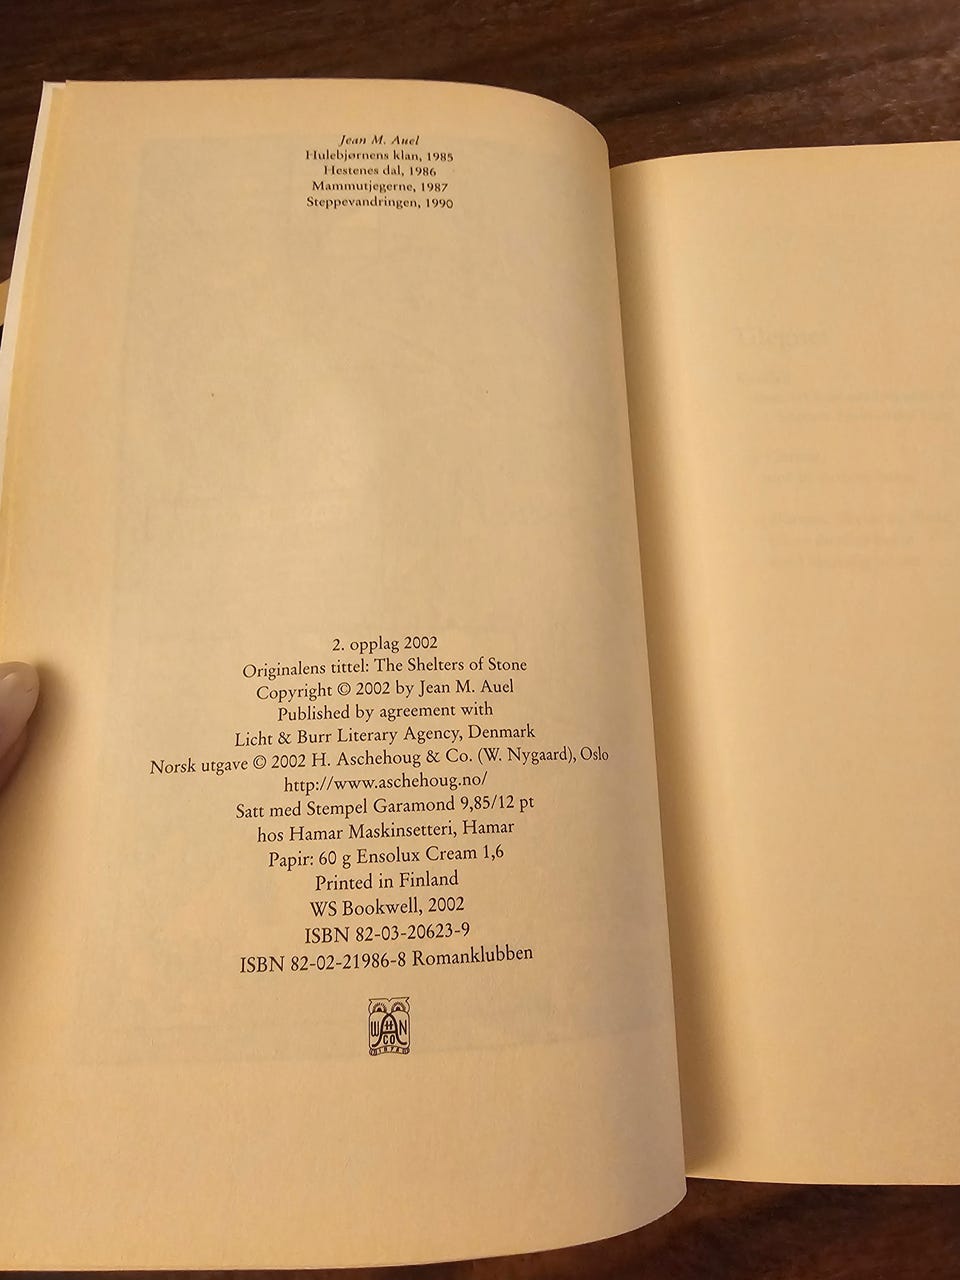 Jean M. Auel
Hulebjørnens klan, 1985
Hestenes dal, 1986
Mammutjegerne, 1987
Steppevandringen, 1990
2. opplag 2002
Originalens tittel: The Shelters of Stone
Copyright © 2002 by Jean M. Auel
Published by agreement with
Licht & Burr Literary Agency, Denmark
Norsk utgave © 2002 H. Aschehoug & Co. (W. Nygaard), Oslo
http://www.aschehoug.no/
Satt med Stempel Garamond 9,85/12 pt
hos Hamar Maskinsetteri, Hamar
Papir: 60 g Ensolux Cream 1,6
Printed in Finland
WS Bookwell, 2002
ISBN 82-03-20623-9
ISBN 82-02-21986-8 Romanklubben